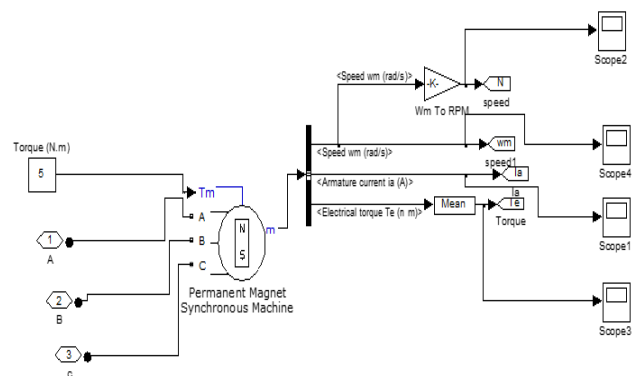 Scope2
<Speed wm (rad/s)>
-K-
N
Wm To RPM
speed
Torque (N.m)
5
<Speed wm (rad/s)>
wm
speed1
Scope4
<Armature current ia (A)>
Ia
Ia
Tm
<Electrical torque Te (n m)>
Mean
Te
Torque
Scope1
1
A
A
N
S
m
B
2
B
C
Permanent Magnet
Synchronous Machine
Scope3
3